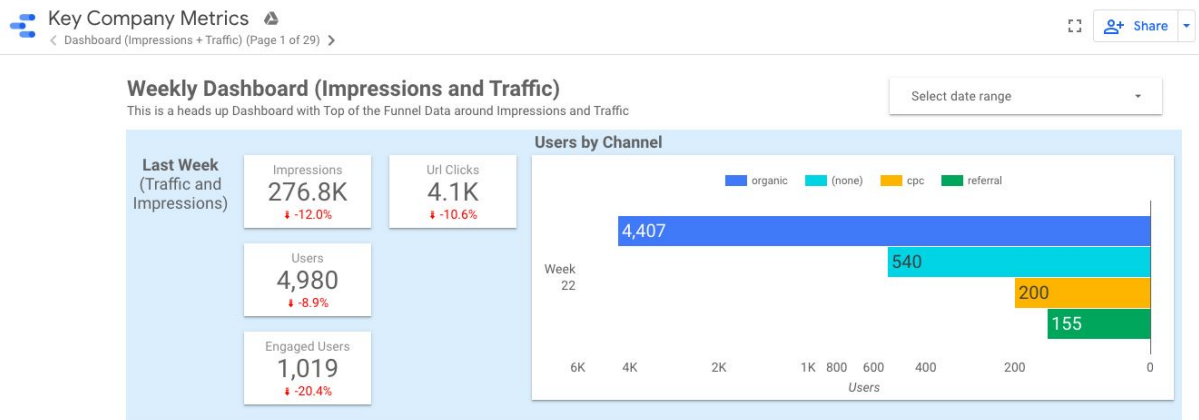 Key Company Metrics
Dashboard (Impressions + Traffic) (Page 1 of 29)
Share
Weekly Dashboard (Impressions and Traffic)
This is a heads up Dashboard with Top of the Funnel Data around Impressions and Traffic
Select date range
Last Week
(Traffic and
Impressions)
Impressions
276.8K
-12.0%
Url Clicks
4.1K
-10.6%
Users
4,980
-8.9%
Engaged Users
1,019
-20.4%
Users by Channel
organic (none) cpc referral
4,407
540
200
155
Week
22
6K 4K 2K 1K 800 600 400 200 0
Users